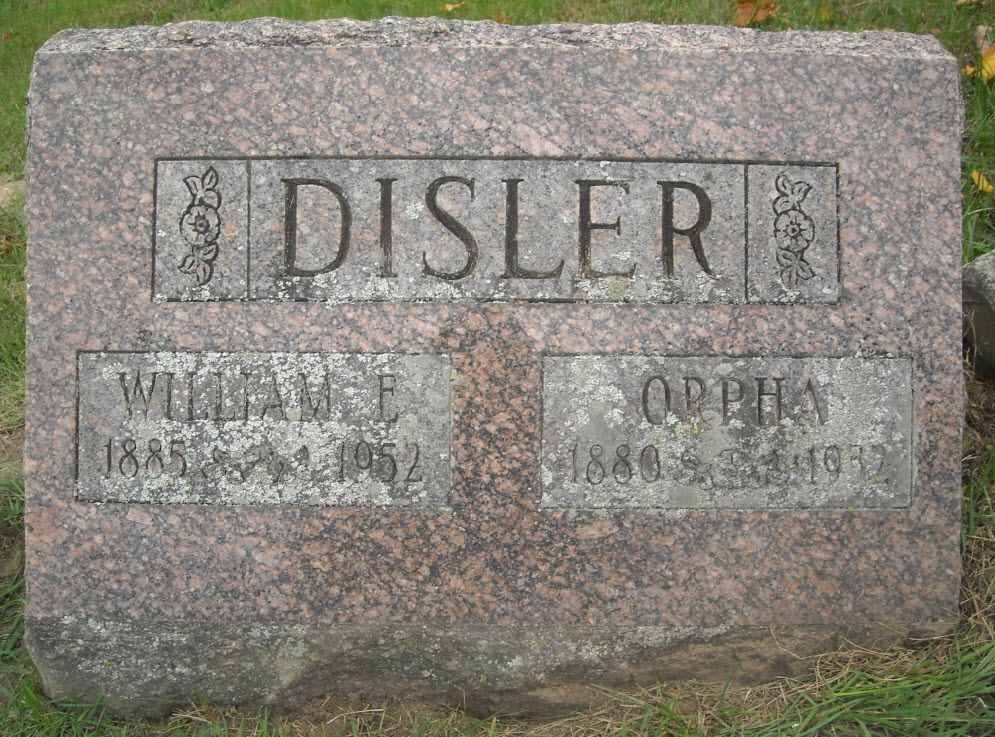 DISLER
WILLIAM E
1885 1952
ORPHA
1880 1932